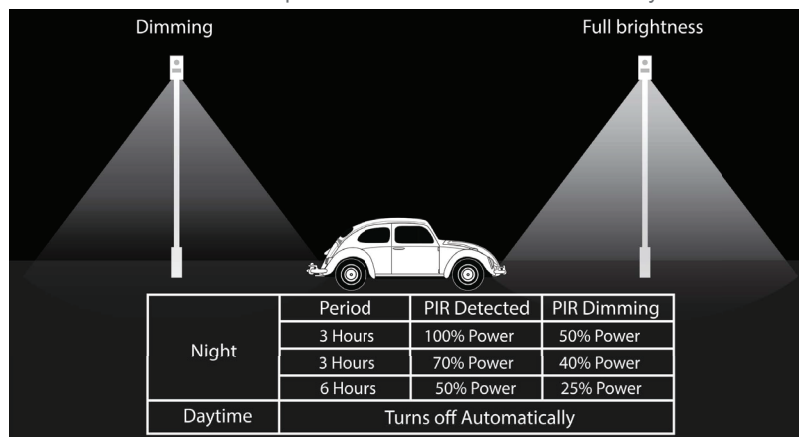 Dimming Full brightness
Period PIR Detected PIR Dimming
Night
3 Hours 100% Power 50% Power
3 Hours 70% Power 40% Power
6 Hours 50% Power 25% Power
Daytime Turns off Automatically